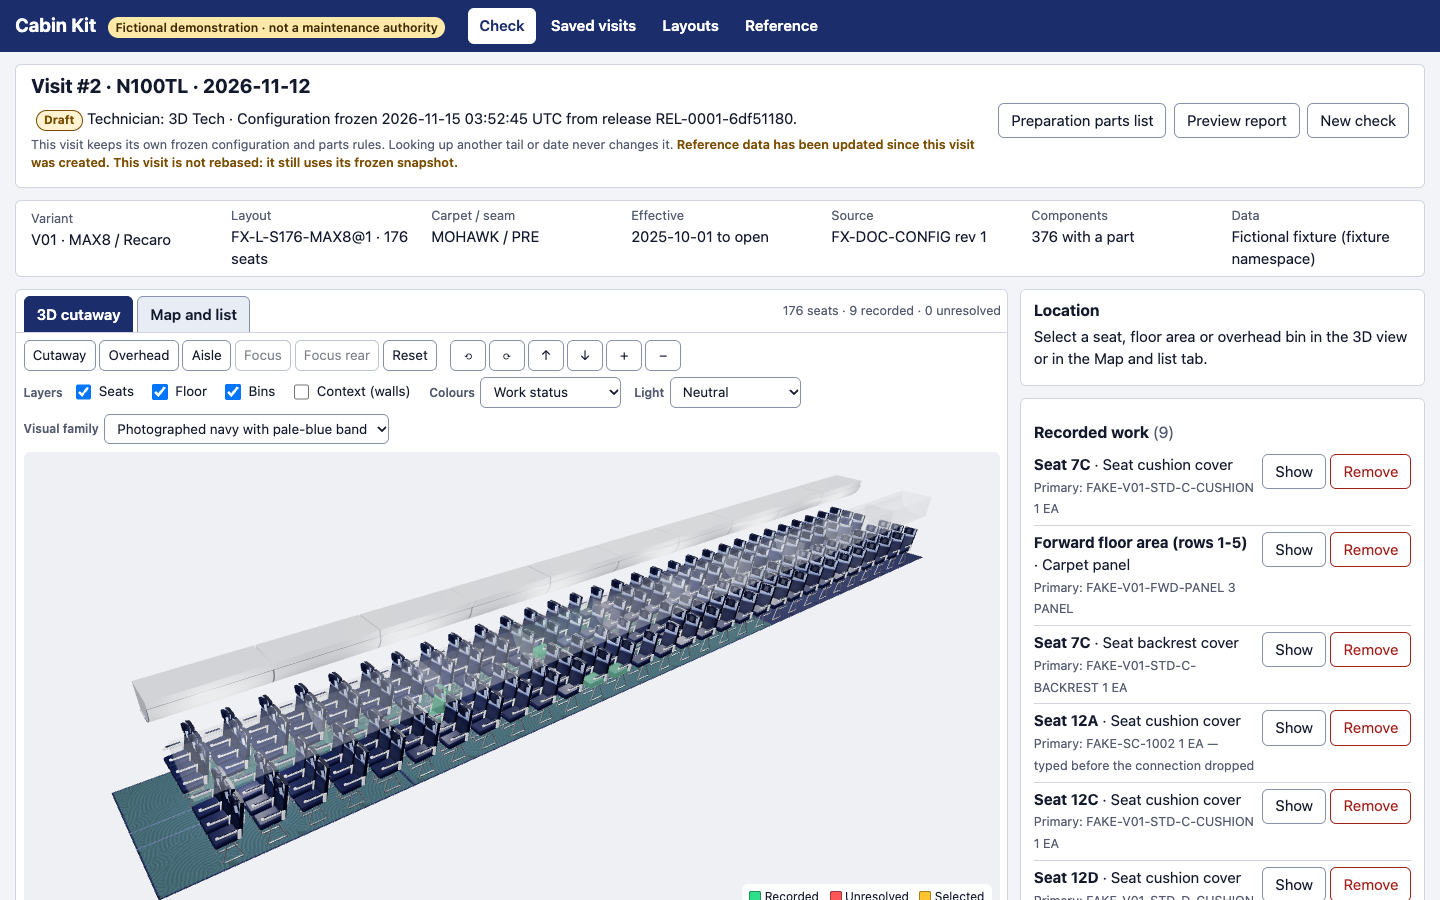 Cabin Kit
Fictional demonstration · not a maintenance authority
Check
Saved visits
Layouts
Reference
Visit #2 · N100TL · 2026-11-12
Draft
Technician: 3D Tech · Configuration frozen 2026-11-15 03:52:45 UTC from release REL-0001-6df51180.
This visit keeps its own frozen configuration and parts rules. Looking up another tail or date never changes it. Reference data has been updated since this visit
was created. This visit is not rebased: it still uses its frozen snapshot.
Preparation parts list
Preview report
New check
Variant
V01 · MAX8 / Recaro
Layout
FX-L-S176-MAX8@1 · 176
seats
Carpet / seam
MOHAWK / PRE
Effective
2025-10-01 to open
Source
FX-DOC-CONFIG rev 1
Components
376 with a part
Data
Fictional fixture (fixture
namespace)
3D cutaway
Map and list
176 seats · 9 recorded · 0 unresolved
Cutaway
Overhead
Aisle
Focus
Focus rear
Reset
⟲
⟳
↑
↓
+
−
Layers
Seats
Floor
Bins
Context (walls)
Colours
Work status
Light
Neutral
Visual family
Photographed navy with pale-blue band
Recorded
Unresolved
Selected
Location
Select a seat, floor area or overhead bin in the 3D view
or in the Map and list tab.
Recorded work (9)
Seat 7C · Seat cushion cover
Primary: FAKE-V01-STD-C-CUSHION
1 EA
Show
Remove
Forward floor area (rows 1-5)
· Carpet panel
Primary: FAKE-V01-FWD-PANEL 3
PANEL
Show
Remove
Seat 7C · Seat backrest cover
Primary: FAKE-V01-STD-C-
BACKREST 1 EA
Show
Remove
Seat 12A · Seat cushion cover
Primary: FAKE-SC-1002 1 EA —
typed before the connection dropped
Show
Remove
Seat 12C · Seat cushion cover
Primary: FAKE-V01-STD-C-CUSHION
1 EA
Show
Remove
Seat 12D · Seat cushion cover
Primary: FAKE-V01-STD-D-CUSHION
Show
Remove